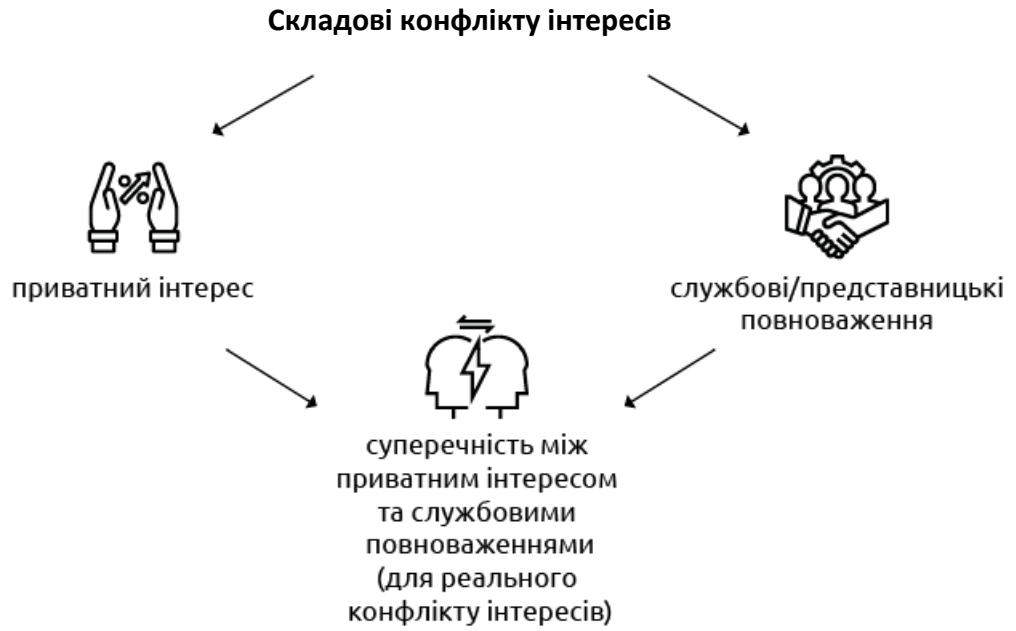 Складові конфлікту інтересів
приватний інтерес
службові/представницькі
повноваження
суперечність між
приватним інтересом
та службовими
повноваженнями
(для реального
конфлікту інтересів)